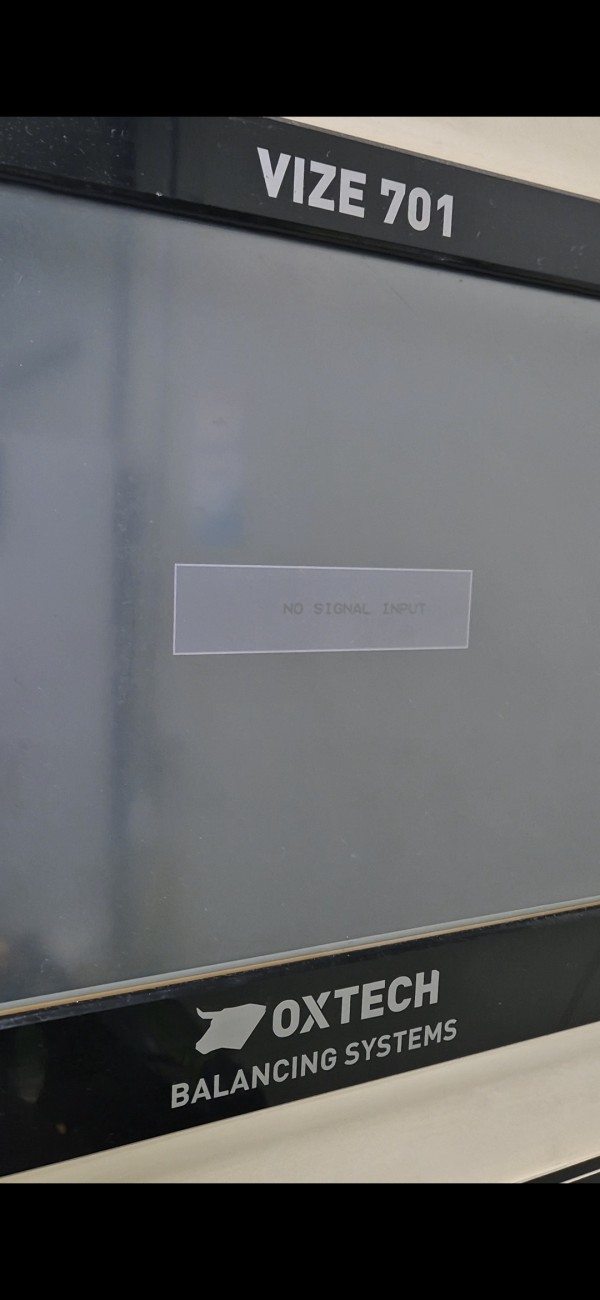 VIZE 701
NO SIGNAL INPUT
OXTECH
BALANCING SYSTEMS